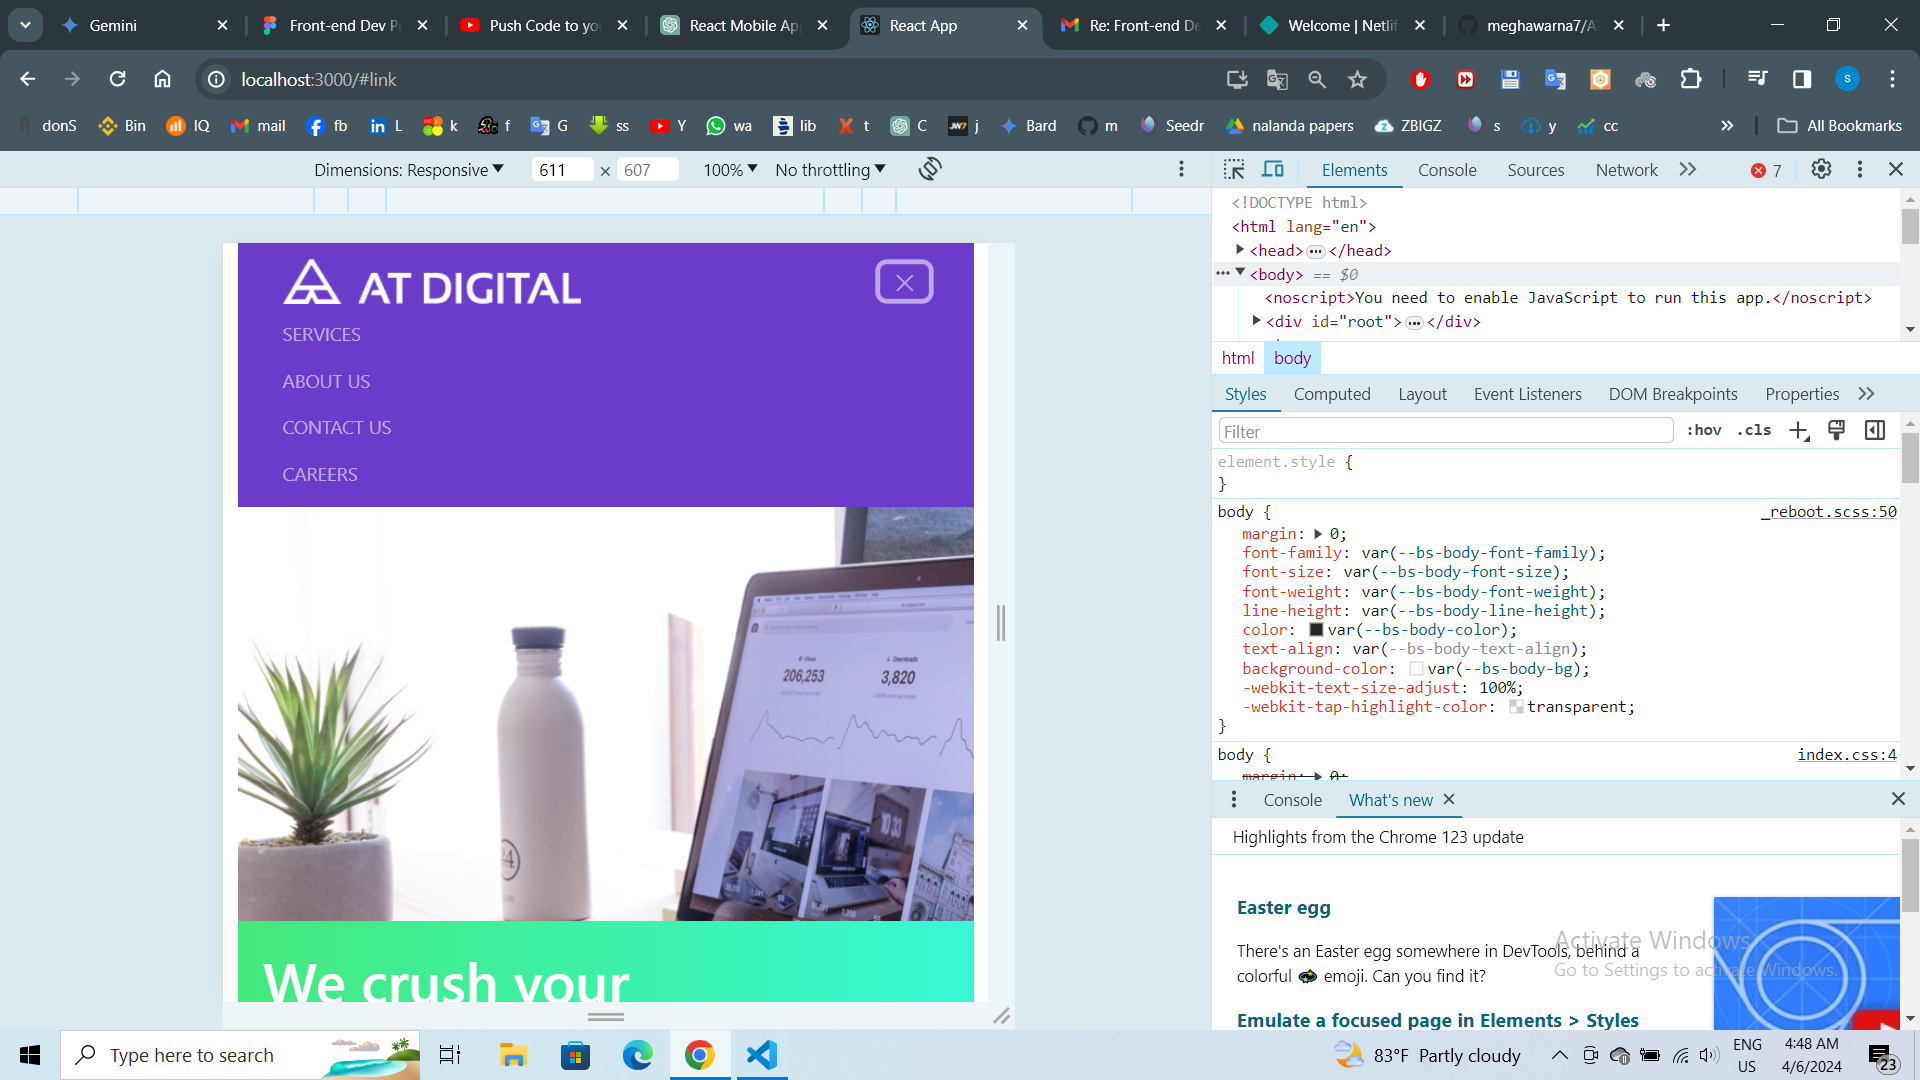 Gemini
Front-end Dev Pr
Push Code to yo
React Mobile Ap
React App
Re: Front-end De
Welcome | Netlif
meghawarna7/A
localhost:3000/#link
S
donS
Bin
IQ
mail
fb
L
k
f
G
ss
Y
wa
lib
t
C
j
Bard
m
Seedr
nalanda papers
ZBIGZ
s
y
cc
All Bookmarks
Dimensions: Responsive
611 × 607
100%
No throttling
Elements
Console
Sources
Network
7
AT DIGITAL
SERVICES
ABOUT US
CONTACT US
CAREERS
206,253
3,820
We crush your
<!DOCTYPE html>
<html lang="en">
<head> ••• </head>
••• <body> == $0
<noscript>You need to enable JavaScript to run this app.</noscript>
<div id="root"> ••• </div>
html body
Styles
Computed
Layout
Event Listeners
DOM Breakpoints
Properties
Filter
:hov .cls
element.style {
}
body { _reboot.scss:50
margin: 0;
font-family: var(--bs-body-font-family);
font-size: var(--bs-body-font-size);
font-weight: var(--bs-body-font-weight);
line-height: var(--bs-body-line-height);
color: var(--bs-body-color);
text-align: var(--bs-body-text-align);
background-color: var(--bs-body-bg);
-webkit-text-size-adjust: 100%;
-webkit-tap-highlight-color: transparent;
}
body { index.css:4
margin: 0;
Console
What's new
Highlights from the Chrome 123 update
Easter egg
There's an Easter egg somewhere in DevTools, behind a
colorful emoji. Can you find it?
Emulate a focused page in Elements > Styles
Activate Windows
Go to Settings to activate Windows.
Type here to search
83°F Partly cloudy
ENG
US
4:48 AM
4/6/2024
23